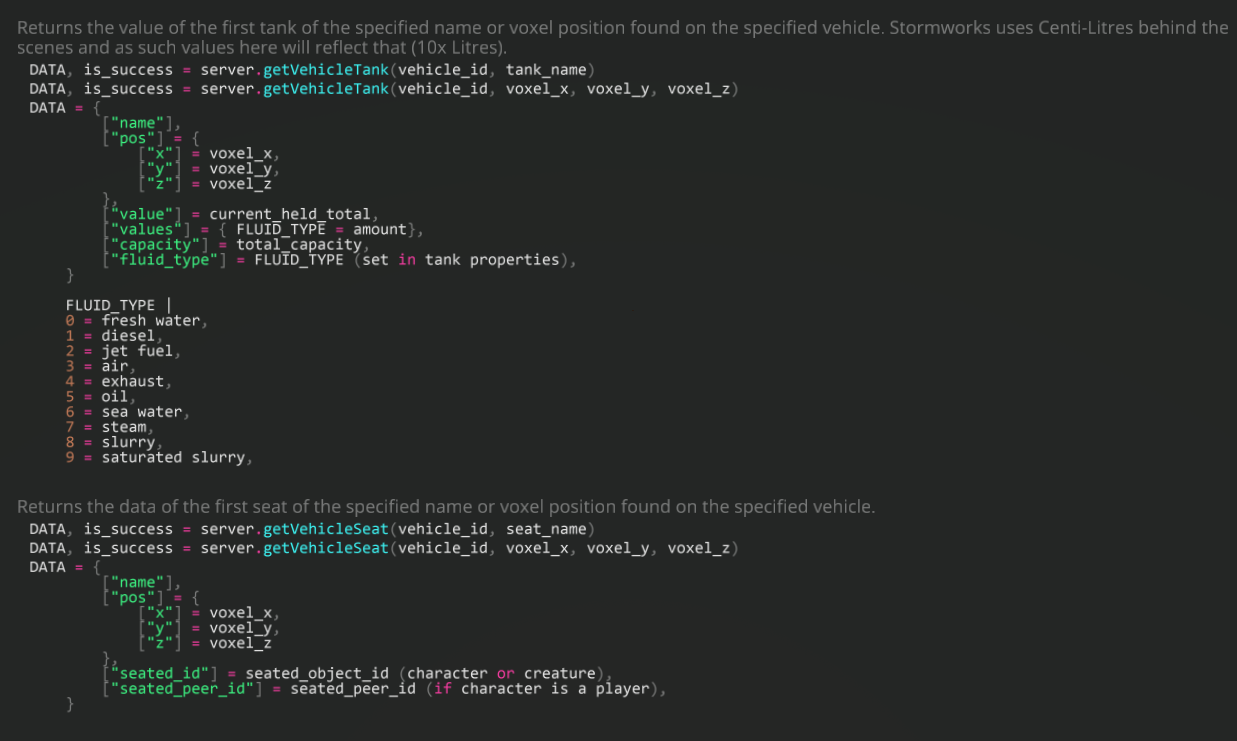 Returns the value of the first tank of the specified name or voxel position found on the specified vehicle. Stormworks uses Centi-Litres behind the
scenes and as such values here will reflect that (10x Litres).
DATA, is_success = server.getVehicleTank(vehicle_id, tank_name)
DATA, is_success = server.getVehicleTank(vehicle_id, voxel_x, voxel_y, voxel_z)
DATA = {
["name"],
["pos"] = {
["x"] = voxel_x,
["y"] = voxel_y,
["z"] = voxel_z
},
["value"] = current_held_total,
["values"] = { FLUID_TYPE = amount},
["capacity"] = total_capacity,
["fluid_type"] = FLUID_TYPE (set in tank properties),
}
FLUID_TYPE |
0 = fresh water,
1 = diesel,
2 = jet fuel,
3 = air,
4 = exhaust,
5 = oil,
6 = sea water,
7 = steam,
8 = slurry,
9 = saturated slurry,
Returns the data of the first seat of the specified name or voxel position found on the specified vehicle.
DATA, is_success = server.getVehicleSeat(vehicle_id, seat_name)
DATA, is_success = server.getVehicleSeat(vehicle_id, voxel_x, voxel_y, voxel_z)
DATA = {
["name"],
["pos"] = {
["x"] = voxel_x,
["y"] = voxel_y,
["z"] = voxel_z
},
["seated_id"] = seated_object_id (character or creature),
["seated_peer_id"] = seated_peer_id (if character is a player),
}